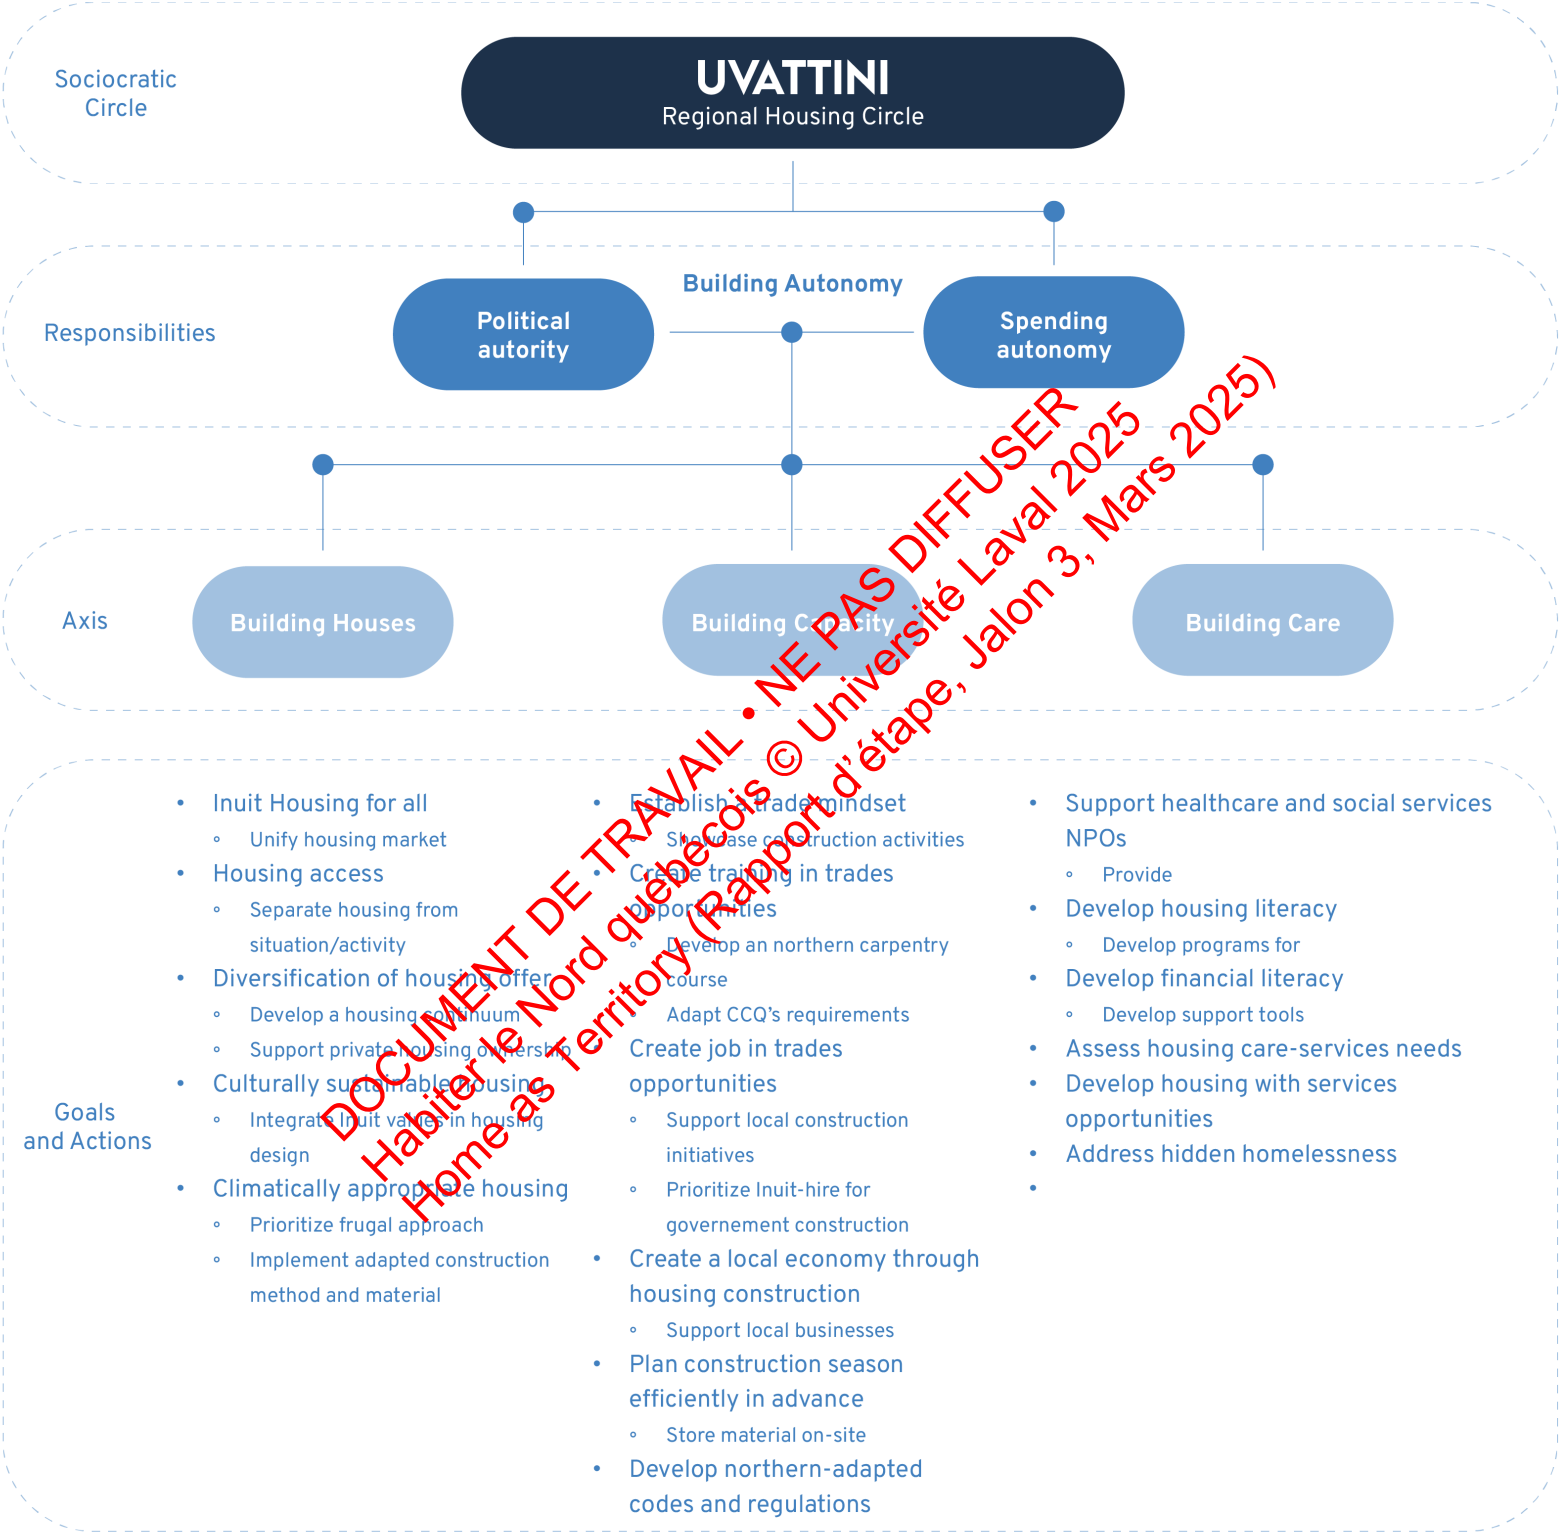 Sociocratic
Circle
UVATTINI
Regional Housing Circle
Responsibilities
Building Autonomy
Political
autority
Spending
autonomy
Axis
Building Houses
Building Capacity
Building Care
Goals
and Actions
• Inuit Housing for all
◦ Unify housing market
• Housing access
◦ Separate housing from
situation/activity
• Diversification of housing offer
◦ Develop a housing continuum
◦ Support private housing ownership
• Culturally sustainable housing
◦ Integrate Inuit values in housing
design
• Climatically appropriate housing
◦ Prioritize frugal approach
◦ Implement adapted construction
method and material
• Establish a trade mindset
◦ Showcase construction activities
• Create training in trades
opportunities
◦ Develop an northern carpentry
course
◦ Adapt CCQ’s requirements
• Create job in trades
opportunities
◦ Support local construction
initiatives
◦ Prioritize Inuit-hire for
governement construction
• Create a local economy through
housing construction
◦ Support local businesses
• Plan construction season
efficiently in advance
◦ Store material on-site
• Develop northern-adapted
codes and regulations
• Support healthcare and social services
NPOs
◦ Provide
• Develop housing literacy
◦ Develop programs for
• Develop financial literacy
◦ Develop support tools
• Assess housing care-services needs
• Develop housing with services
opportunities
• Address hidden homelessness
•
DOCUMENT DE TRAVAIL • NE PAS DIFFUSER
Habiter le Nord québécois © Université Laval 2025
Home as Territory (Rapport d’étape, Jalon 3, Mars 2025)